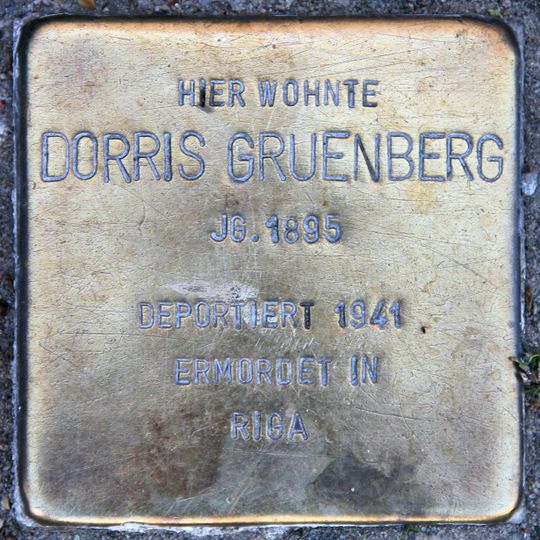 HIER WOHNTE
DORRIS GRUENBERG
JG. 1895
DEPORTIERT 1941
ERMORDET IN
RIGA